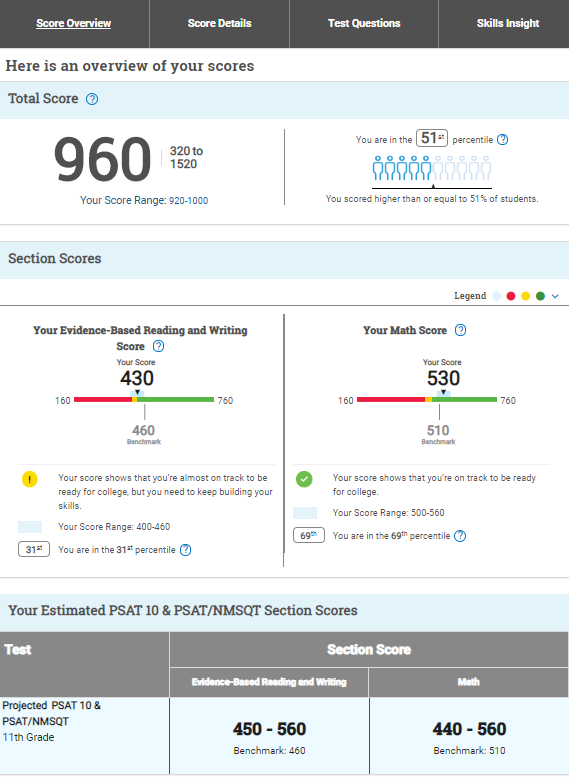 Score Overview
Score Details
Test Questions
Skills Insight
Here is an overview of your scores
Total Score ?
960
320 to
1520
Your Score Range: 920-1000
You are in the 51st percentile ?
You scored higher than or equal to 51% of students.
Section Scores
Legend
Your Evidence-Based Reading and Writing
Score ?
Your Score
430
160
760
460
Benchmark
! Your score shows that you're almost on track to be
ready for college, but you need to keep building your
skills.
Your Score Range: 400-460
31st You are in the 31st percentile ?
Your Math Score ?
Your Score
530
160
760
510
Benchmark
Your score shows that you're on track to be ready
for college.
Your Score Range: 500-560
69th You are in the 69th percentile ?
Your Estimated PSAT 10 & PSAT/NMSQT Section Scores
Test
Section Score
Evidence-Based Reading and Writing
Math
Projected PSAT 10 &
PSAT/NMSQT
11th Grade
450 - 560
Benchmark: 460
440 - 560
Benchmark: 510